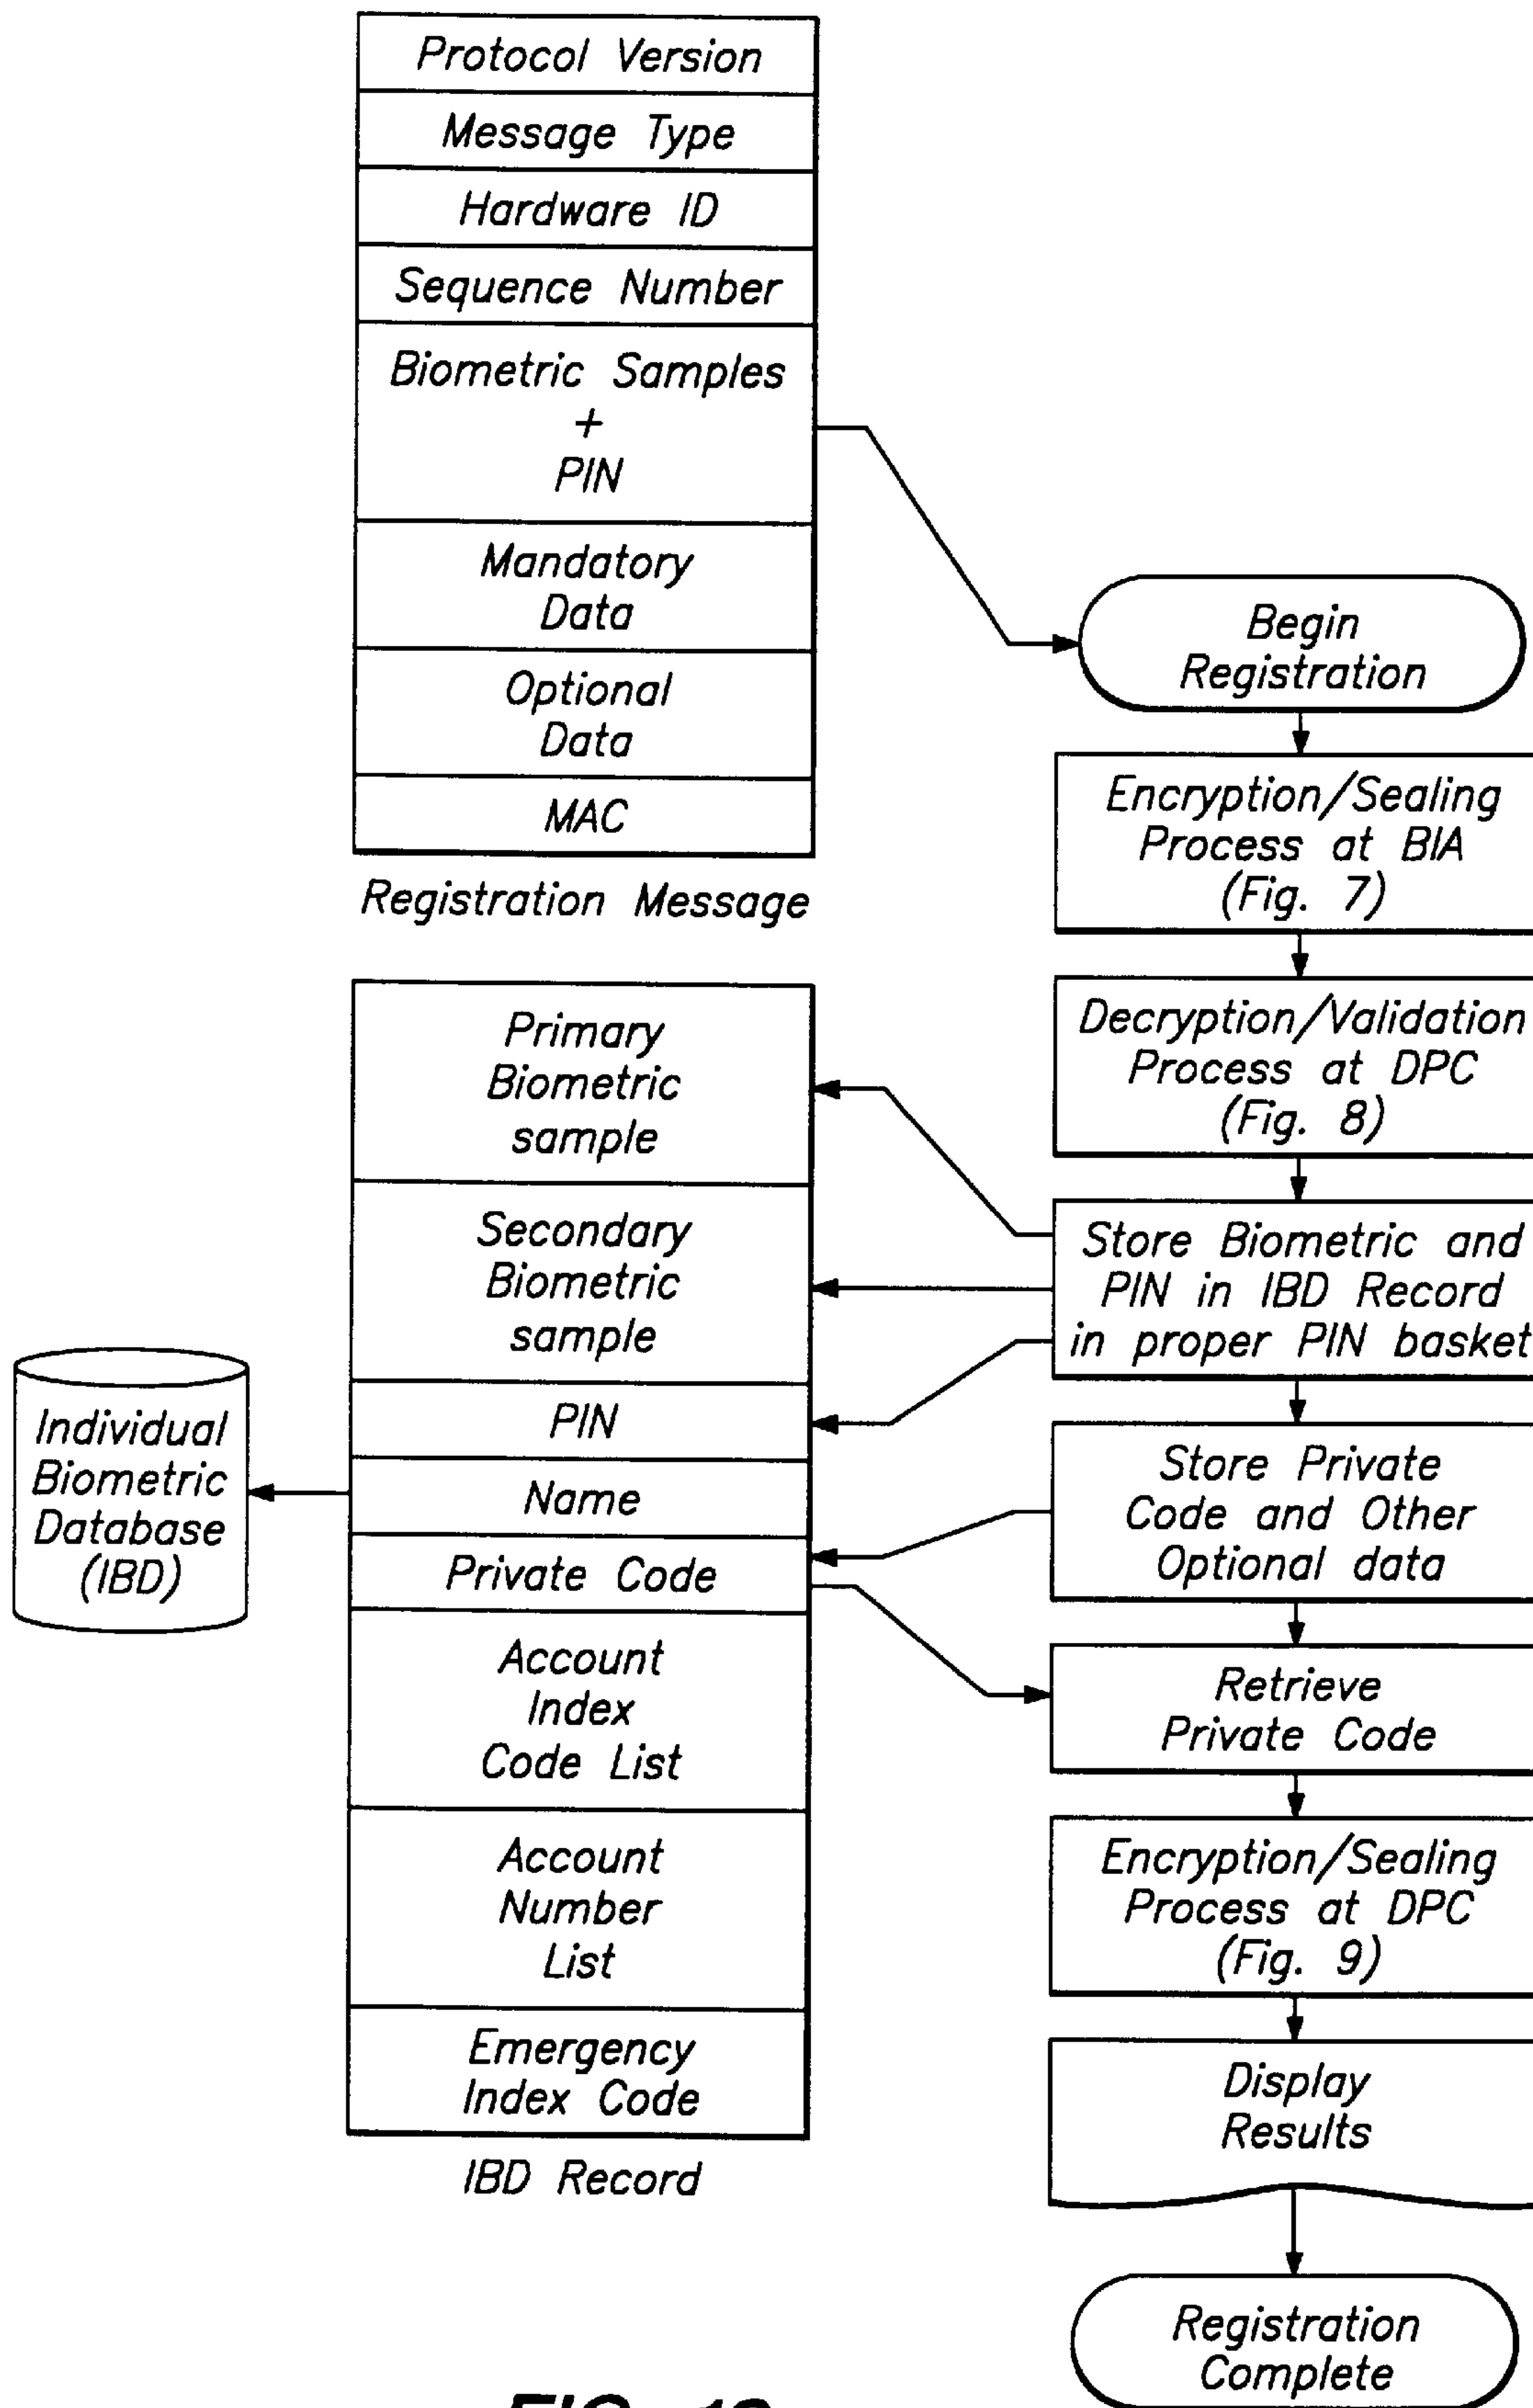 Protocol Version
Message Type
Hardware ID
Sequence Number
Biometric Samples
+
PIN
Mandatory
Data
Optional
Data
MAC
Registration Message
Primary
Biometric
sample
Secondary
Biometric
sample
PIN
Name
Private Code
Account
Index
Code List
Account
Number
List
Emergency
Index Code
IBD Record
Individual
Biometric
Database
(IBD)
Begin
Registration
Encryption/Sealing
Process at BIA
(Fig. 7)
Decryption/Validation
Process at DPC
(Fig. 8)
Store Biometric and
PIN in IBD Record
in proper PIN basket
Store Private
Code and Other
Optional data
Retrieve
Private Code
Encryption/Sealing
Process at DPC
(Fig. 9)
Display
Results
Registration
Complete
FIG.